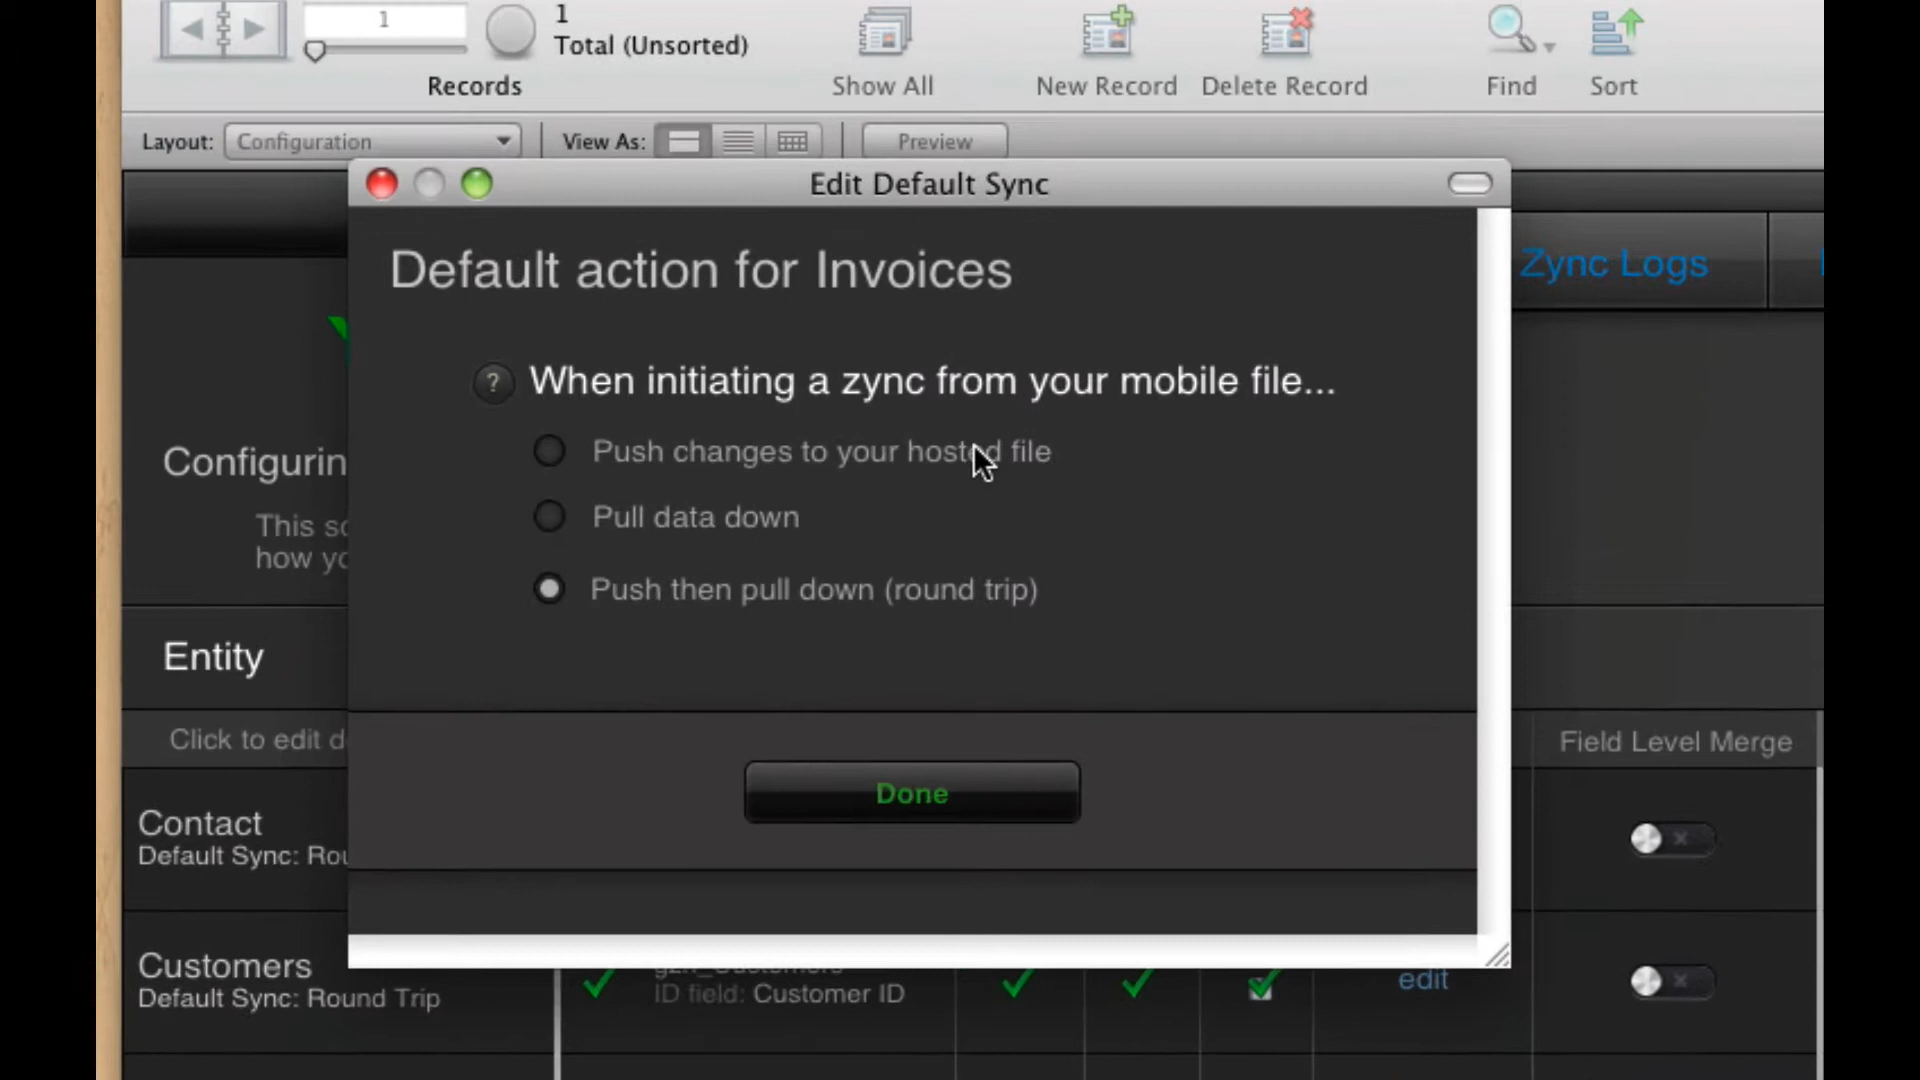 1
1
Total (Unsorted)
Records
Show All
New Record
Delete Record
Find
Sort
Layout:
Configuration
View As:
Preview
Edit Default Sync
Default action for Invoices
Zync Logs
? When initiating a zync from your mobile file...
Push changes to your hosted file
Pull data down
Push then pull down (round trip)
Done
Configurin
This sc
how yo
Entity
Click to edit d
Field Level Merge
Contact
Default Sync: Rou
Customers
Default Sync: Round Trip
ID field: Customer ID
edit